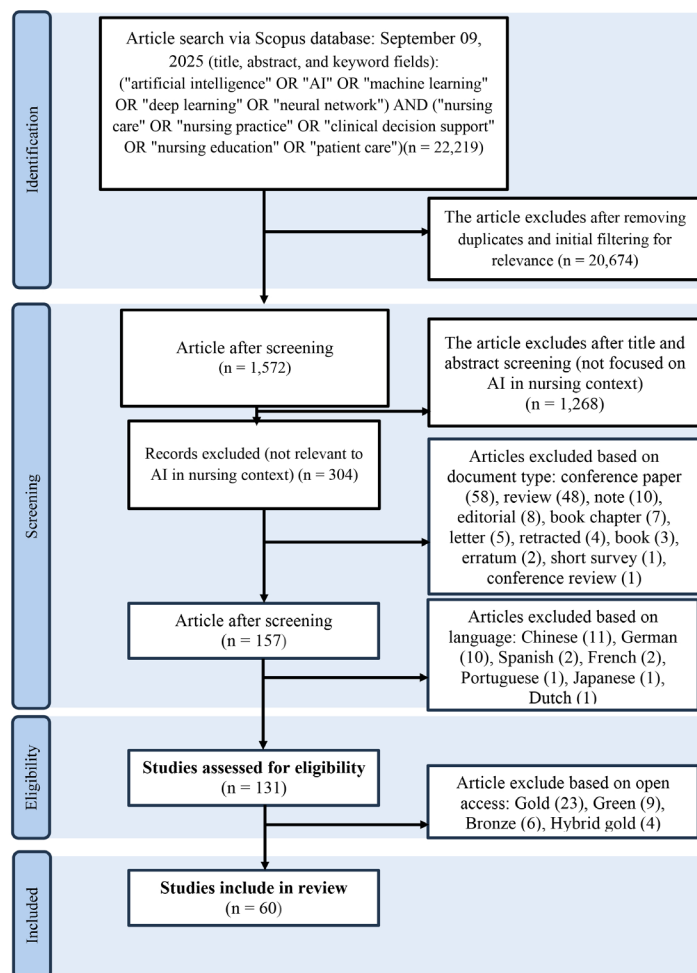 Identification
Article search via Scopus database: September 09,
2025 (title, abstract, and keyword fields):
("artificial intelligence" OR "AI" OR "machine learning"
OR "deep learning" OR "neural network") AND ("nursing
care" OR "nursing practice" OR "clinical decision support"
OR "nursing education" OR "patient care")(n = 22,219)
The article excludes after removing
duplicates and initial filtering for
relevance (n = 20,674)
Screening
Article after screening
(n = 1,572)
The article excludes after title and
abstract screening (not focused on
AI in nursing context)
(n = 1,268)
Records excluded (not relevant to
AI in nursing context) (n = 304)
Articles excluded based on
document type: conference paper
(58), review (48), note (10),
editorial (8), book chapter (7),
letter (5), retracted (4), book (3),
erratum (2), short survey (1),
conference review (1)
Article after screening
(n = 157)
Articles excluded based on
language: Chinese (11), German
(10), Spanish (2), French (2),
Portuguese (1), Japanese (1),
Dutch (1)
Eligibility
Studies assessed for eligibility
(n = 131)
Article exclude based on open
access: Gold (23), Green (9),
Bronze (6), Hybrid gold (4)
Included
Studies include in review
(n = 60)